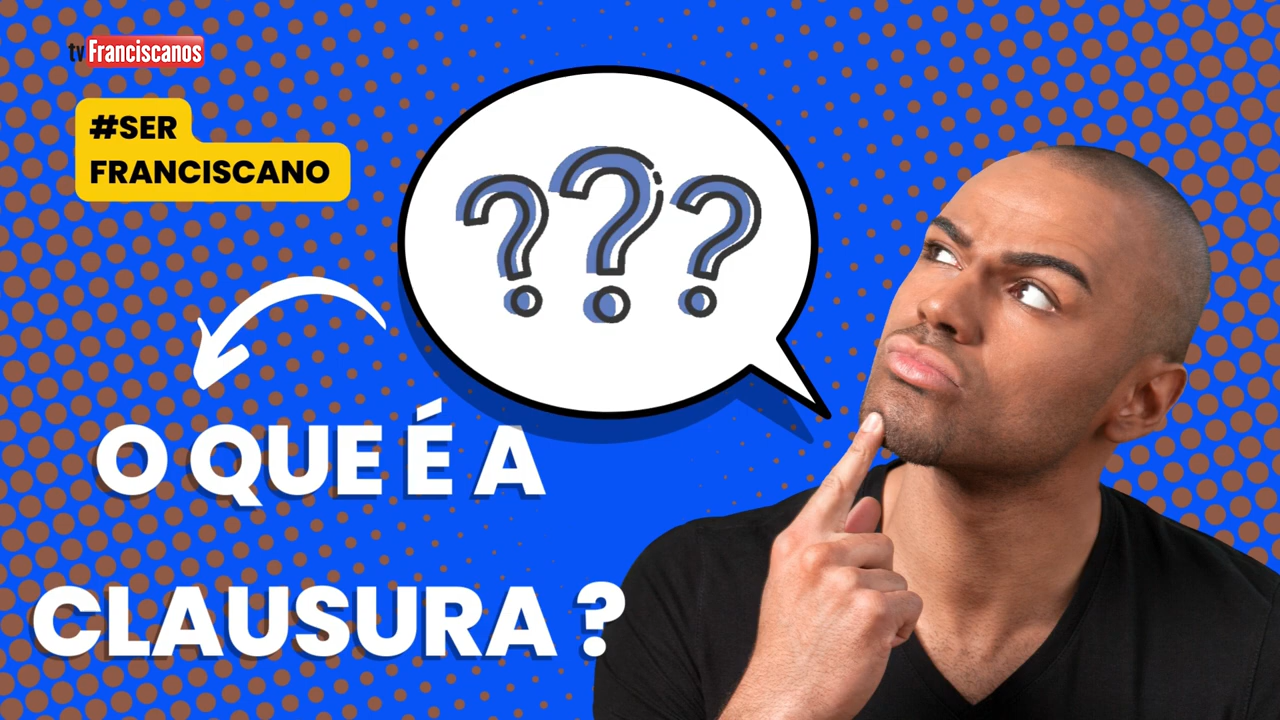 tv Franciscanos
#SER
FRANCISCANO
???
O QUE É A
CLAUSURA ?